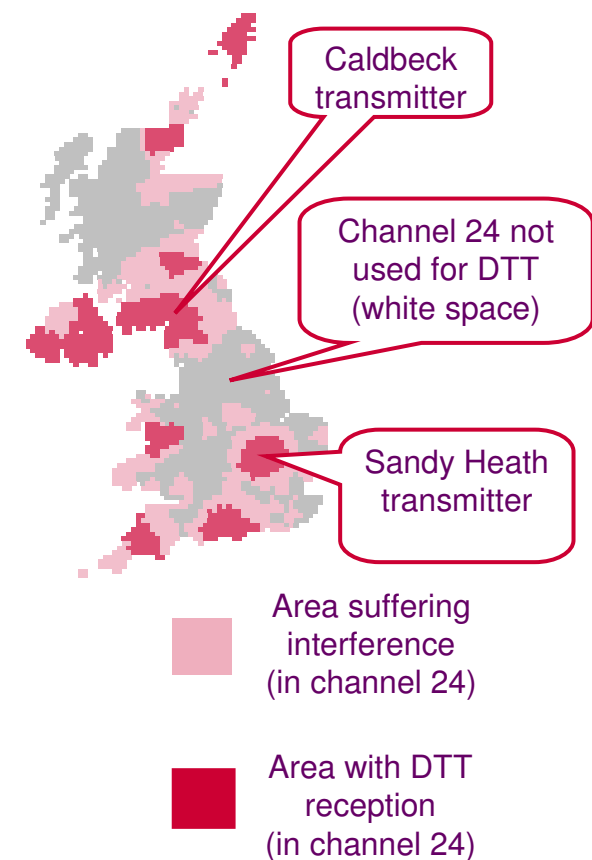 Caldbeck
transmitter
Channel 24 not
used for DTT
(white space)
Sandy Heath
transmitter
Area suffering
interference
(in channel 24)
Area with DTT
reception
(in channel 24)